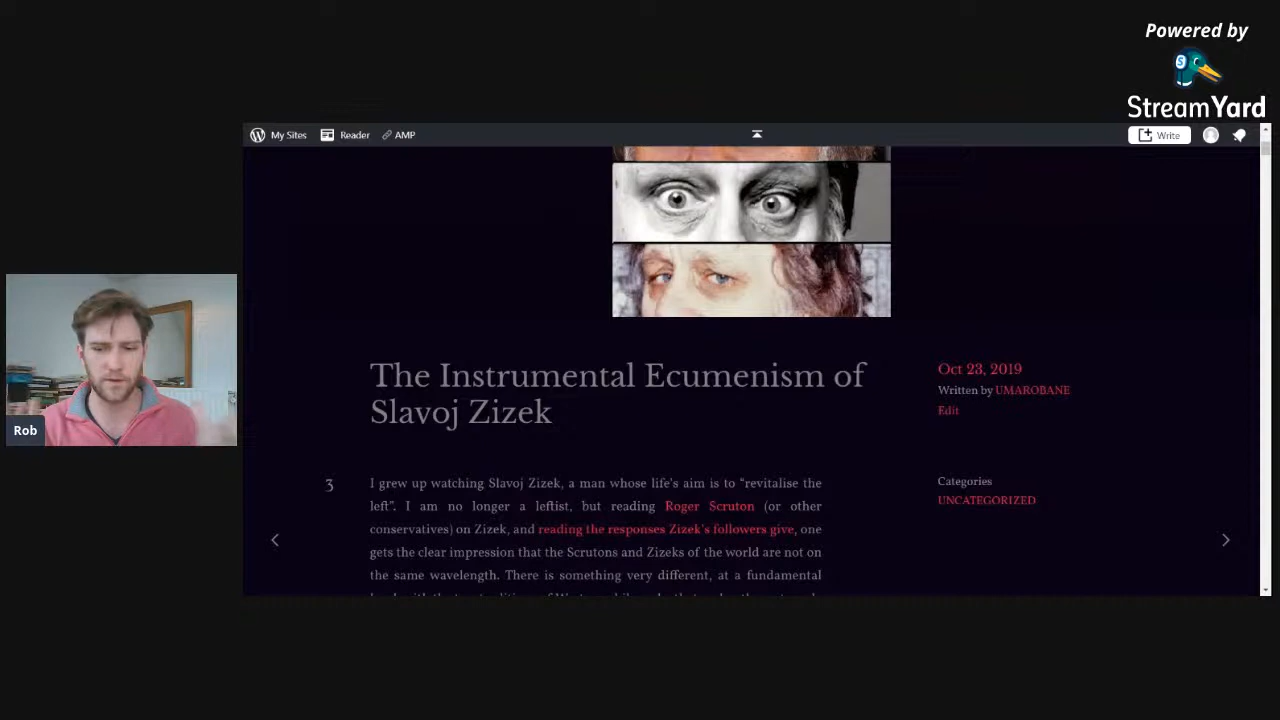 Powered by
StreamYard
My Sites
Reader
AMP
Write
The Instrumental Ecumenism of
Slavoj Zizek
Oct 23, 2019
Written by UMAROBANE
Edit
3
I grew up watching Slavoj Zizek, a man whose life's aim is to “revitalise the
left”. I am no longer a leftist, but reading Roger Scruton (or other
conservatives) on Zizek, and reading the responses Zizek's followers give, one
gets the clear impression that the Scrutons and Zizeks of the world are not on
the same wavelength. There is something very different, at a fundamental
Categories
UNCATEGORIZED
Rob